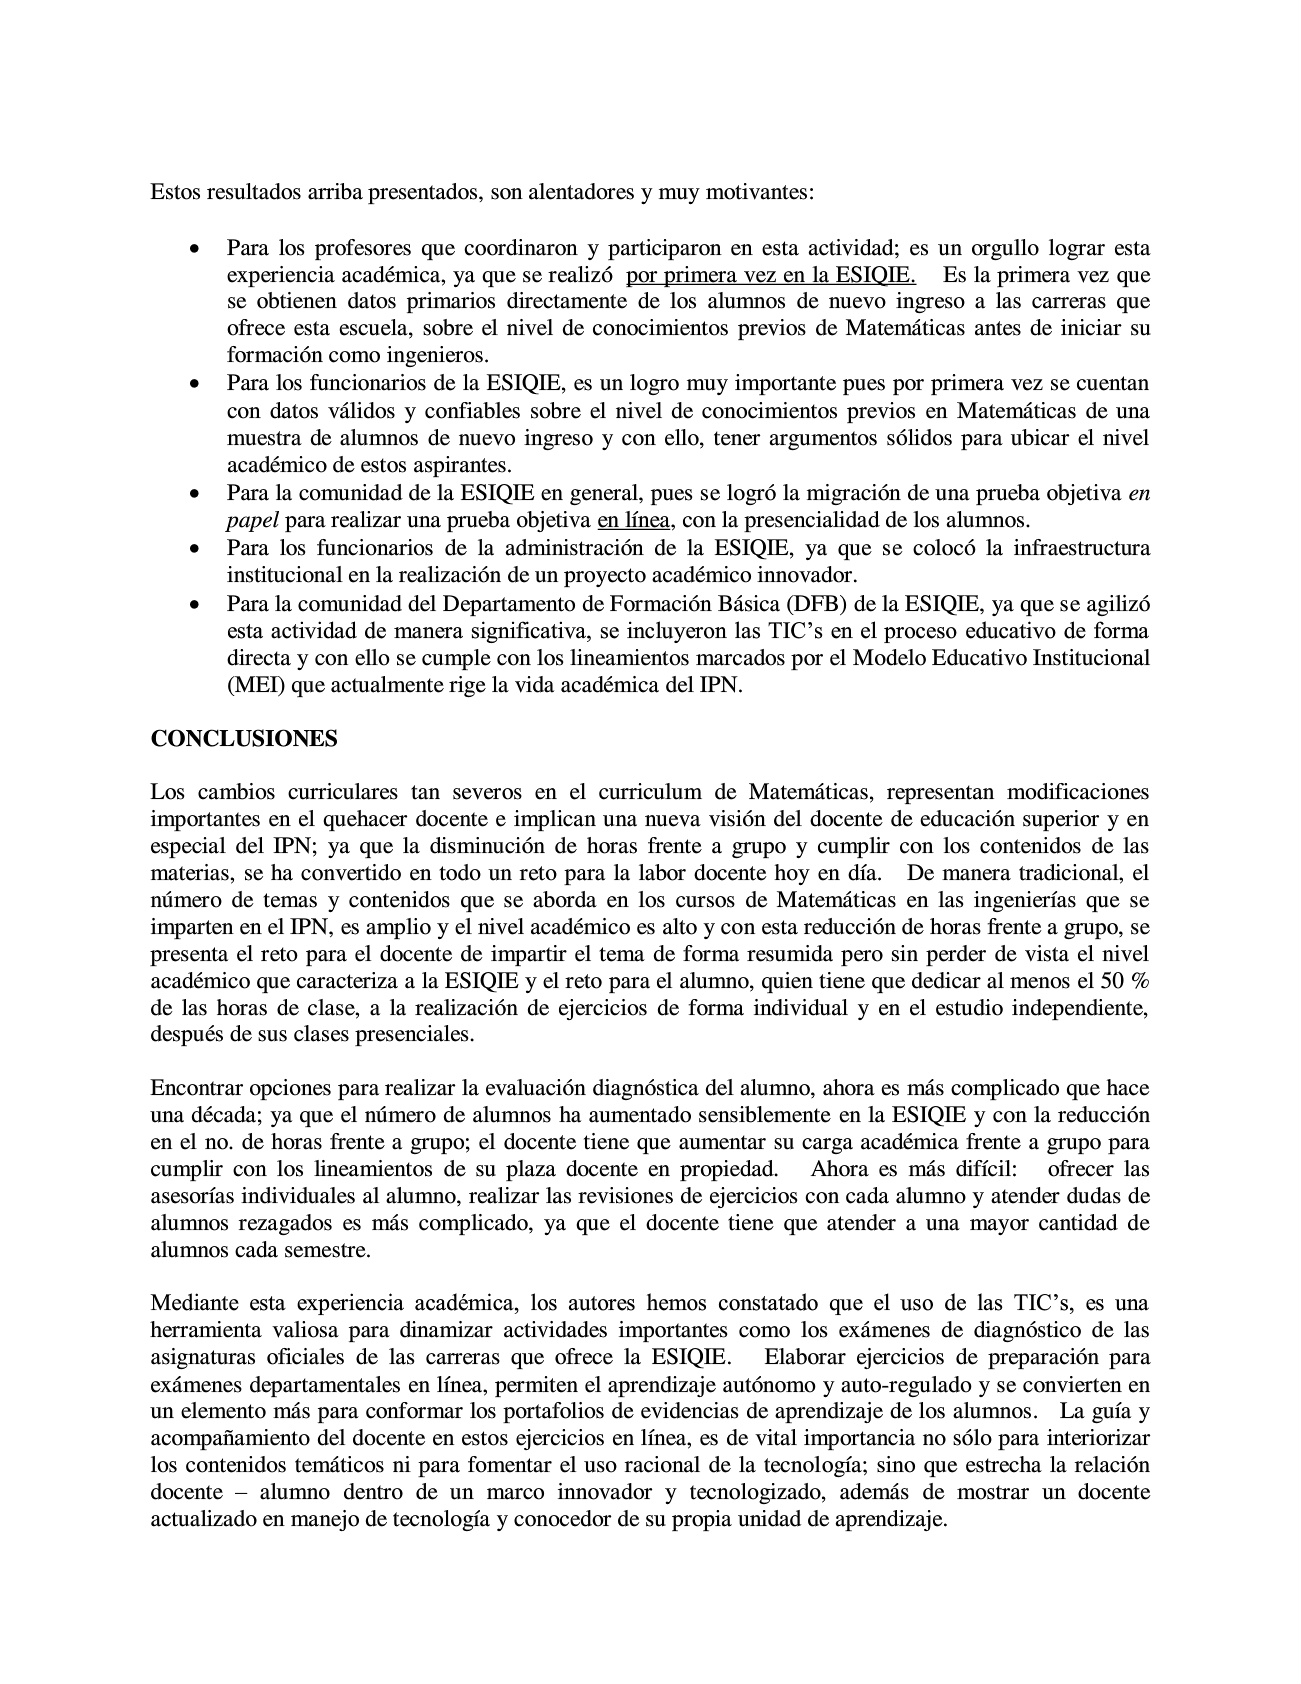 Estos resultados arriba presentados, son alentadores y muy motivantes:
• Para los profesores que coordinaron y participaron en esta actividad; es un orgullo lograr esta
experiencia académica, ya que se realizó por primera vez en la ESIQIE. Es la primera vez que
se obtienen datos primarios directamente de los alumnos de nuevo ingreso a las carreras que
ofrece esta escuela, sobre el nivel de conocimientos previos de Matemáticas antes de iniciar su
formación como ingenieros.
• Para los funcionarios de la ESIQIE, es un logro muy importante pues por primera vez se cuentan
con datos válidos y confiables sobre el nivel de conocimientos previos en Matemáticas de una
muestra de alumnos de nuevo ingreso y con ello, tener argumentos sólidos para ubicar el nivel
académico de estos aspirantes.
• Para la comunidad de la ESIQIE en general, pues se logró la migración de una prueba objetiva en
papel para realizar una prueba objetiva en línea, con la presencialidad de los alumnos.
• Para los funcionarios de la administración de la ESIQIE, ya que se colocó la infraestructura
institucional en la realización de un proyecto académico innovador.
• Para la comunidad del Departamento de Formación Básica (DFB) de la ESIQIE, ya que se agilizó
esta actividad de manera significativa, se incluyeron las TIC’s en el proceso educativo de forma
directa y con ello se cumple con los lineamientos marcados por el Modelo Educativo Institucional
(MEI) que actualmente rige la vida académica del IPN.
CONCLUSIONES
Los cambios curriculares tan severos en el curriculum de Matemáticas, representan modificaciones
importantes en el quehacer docente e implican una nueva visión del docente de educación superior y en
especial del IPN; ya que la disminución de horas frente a grupo y cumplir con los contenidos de las
materias, se ha convertido en todo un reto para la labor docente hoy en día. De manera tradicional, el
número de temas y contenidos que se aborda en los cursos de Matemáticas en las ingenierías que se
imparten en el IPN, es amplio y el nivel académico es alto y con esta reducción de horas frente a grupo, se
presenta el reto para el docente de impartir el tema de forma resumida pero sin perder de vista el nivel
académico que caracteriza a la ESIQIE y el reto para el alumno, quien tiene que dedicar al menos el 50 %
de las horas de clase, a la realización de ejercicios de forma individual y en el estudio independiente,
después de sus clases presenciales.
Encontrar opciones para realizar la evaluación diagnóstica del alumno, ahora es más complicado que hace
una década; ya que el número de alumnos ha aumentado sensiblemente en la ESIQIE y con la reducción
en el no. de horas frente a grupo; el docente tiene que aumentar su carga académica frente a grupo para
cumplir con los lineamientos de su plaza docente en propiedad. Ahora es más difícil: ofrecer las
asesorías individuales al alumno, realizar las revisiones de ejercicios con cada alumno y atender dudas de
alumnos rezagados es más complicado, ya que el docente tiene que atender a una mayor cantidad de
alumnos cada semestre.
Mediante esta experiencia académica, los autores hemos constatado que el uso de las TIC’s, es una
herramienta valiosa para dinamizar actividades importantes como los exámenes de diagnóstico de las
asignaturas oficiales de las carreras que ofrece la ESIQIE. Elaborar ejercicios de preparación para
exámenes departamentales en línea, permiten el aprendizaje autónomo y auto-regulado y se convierten en
un elemento más para conformar los portafolios de evidencias de aprendizaje de los alumnos. La guía y
acompañamiento del docente en estos ejercicios en línea, es de vital importancia no sólo para interiorizar
los contenidos temáticos ni para fomentar el uso racional de la tecnología; sino que estrecha la relación
docente – alumno dentro de un marco innovador y tecnologizado, además de mostrar un docente
actualizado en manejo de tecnología y conocedor de su propia unidad de aprendizaje.